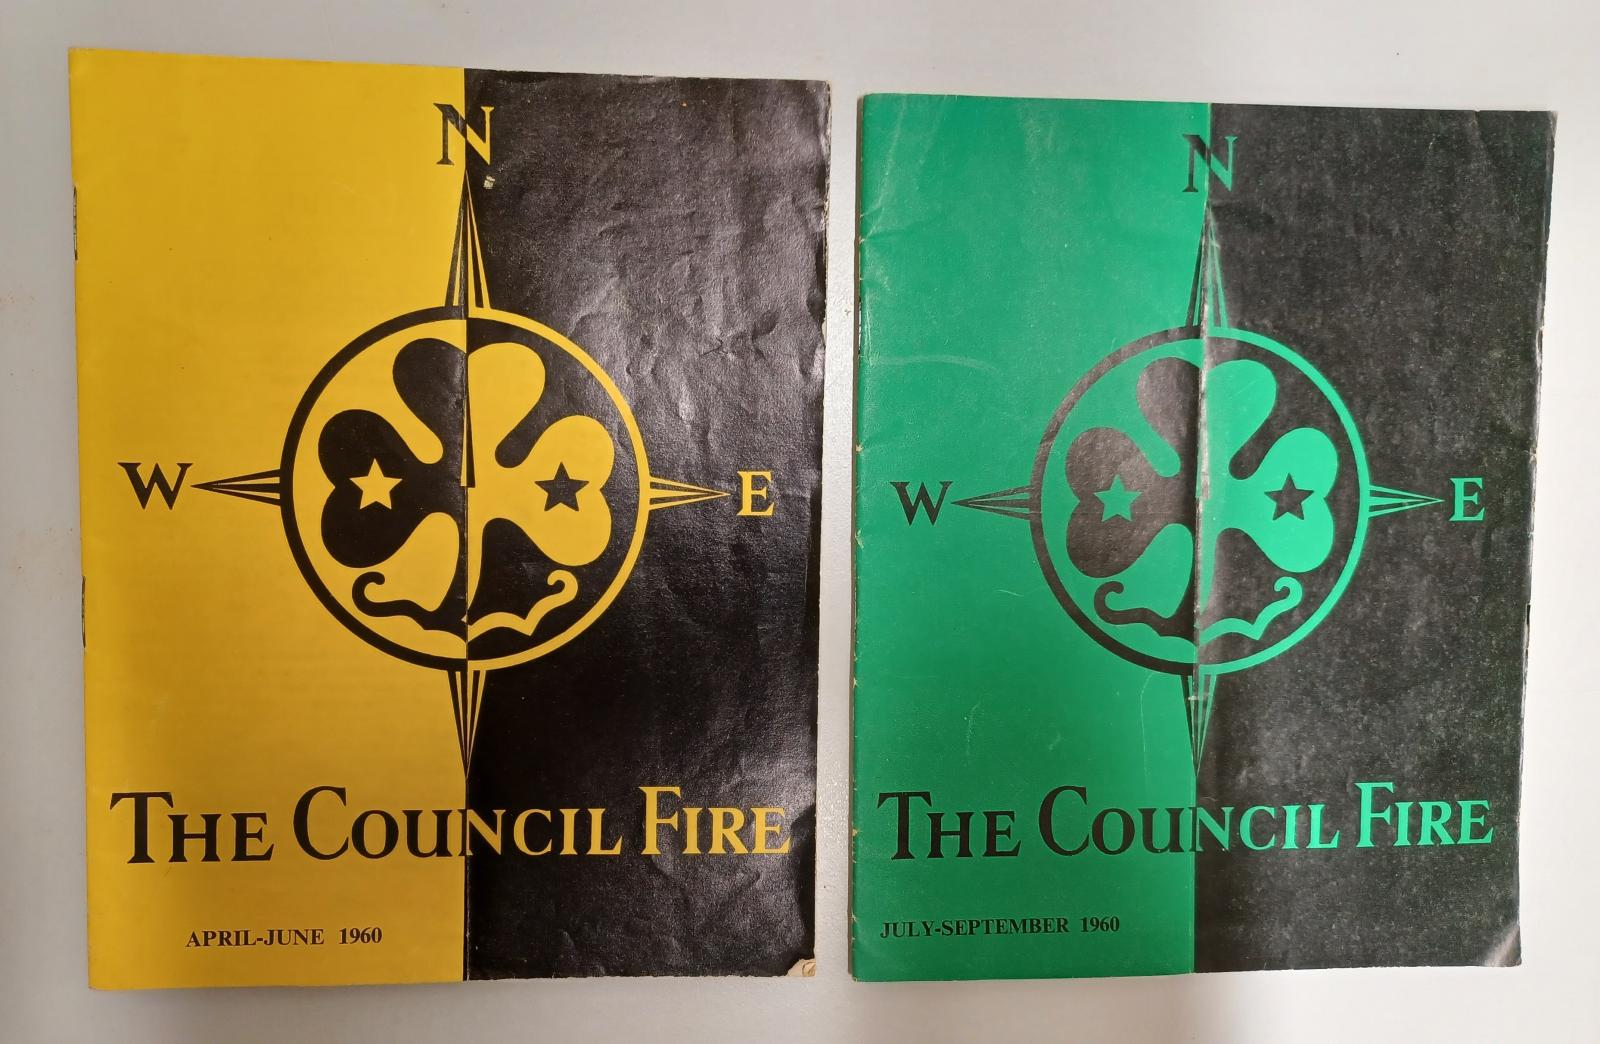 N
W
E
THE COUNCIL FIRE
APRIL-JUNE 1960
N
W
E
THE COUNCIL FIRE
JULY-SEPTEMBER 1960